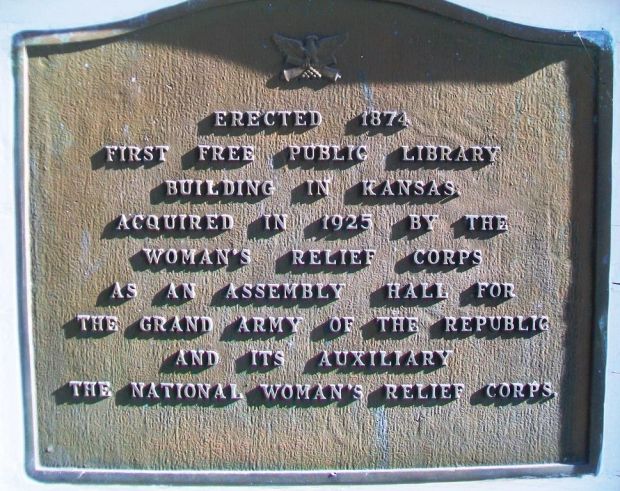 ERECTED 1874
FIRST FREE PUBLIC LIBRARY
BUILDING IN KANSAS
ACQUIRED IN 1925 BY THE
WOMAN'S RELIEF CORPS
AS AN ASSEMBLY HALL FOR
THE GRAND ARMY OF THE REPUBLIC
AND ITS AUXILIARY
THE NATIONAL WOMAN'S RELIEF CORPS.